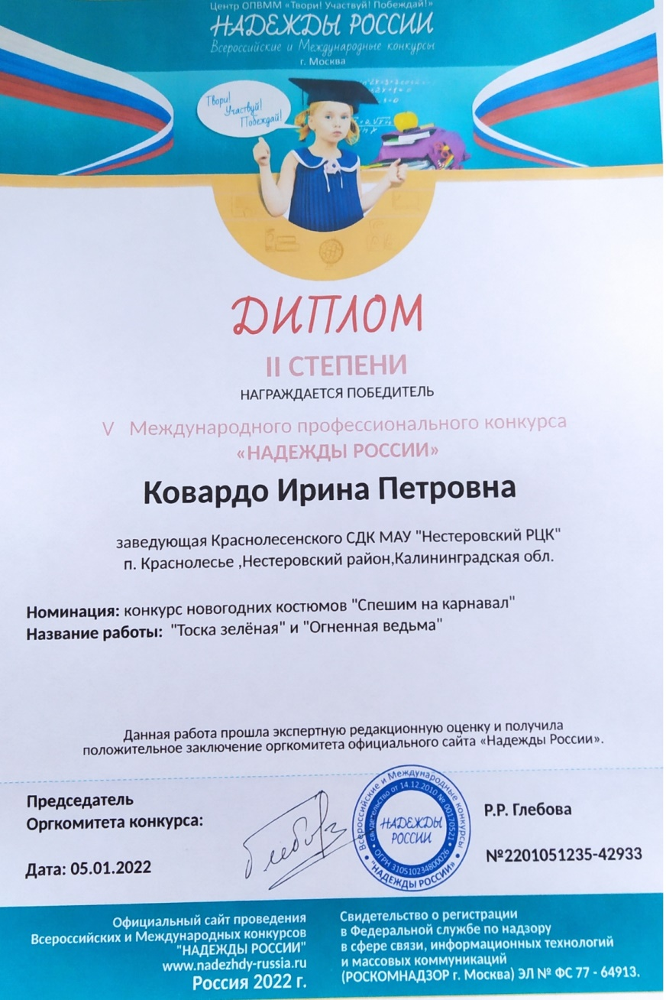 Центр ОПВММ «Твори! Участвуй! Побеждай!»
НАДЕЖДЫ РОССИИ
Всероссийские и Международные конкурсы
г. Москва
Твори!
Участвуй!
Побеждай!
ДИПЛОМ
II СТЕПЕНИ
НАГРАЖДАЕТСЯ ПОБЕДИТЕЛЬ
V Международного профессионального конкурса
«НАДЕЖДЫ РОССИИ»
Ковардо Ирина Петровна
заведующая Краснолесенского СДК МАУ "Нестеровский РЦК"
п. Краснолесье ,Нестеровский район,Калининградская обл.
Номинация: конкурс новогодних костюмов "Спешим на карнавал"
Название работы: "Тоска зелёная" и "Огненная ведьма"
Данная работа прошла экспертную редакционную оценку и получила
положительное заключение оргкомитета официального сайта «Надежды России».
Председатель
Оргкомитета конкурса:
Дата: 05.01.2022
Всероссийские и Международные конкурсы
"НАДЕЖДЫ РОССИИ"
свидетельство от 14.12.2010 № 00170521
ОГРН 310510234800026
НАДЕЖДЫ
РОССИИ
Р.Р. Глебова
№2201051235-42933
Официальный сайт проведения
Всероссийских и Международных конкурсов
"НАДЕЖДЫ РОССИИ"
www.nadezhdy-russia.ru
Россия 2022 г.
Свидетельство о регистрации
в Федеральной службе по надзору
в сфере связи, информационных технологий
и массовых коммуникаций
(РОСКОМНАДЗОР г. Москва) ЭЛ № ФС 77 - 64913.